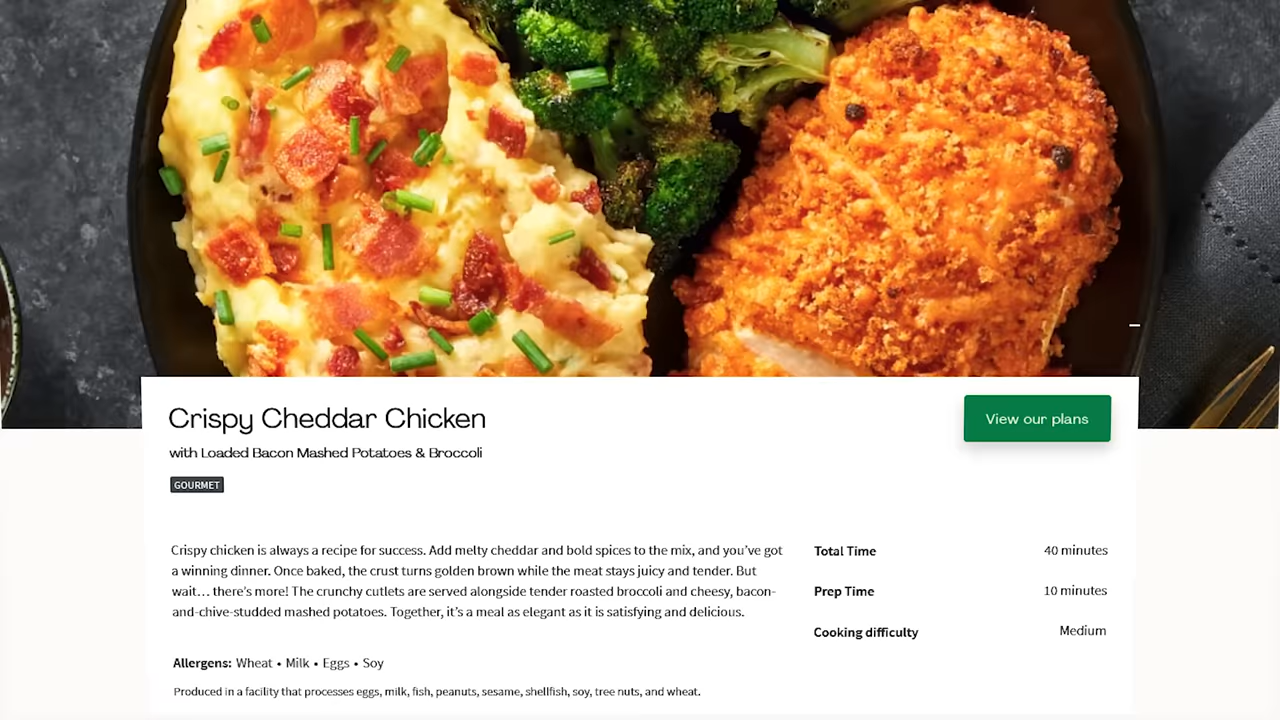 Crispy Cheddar Chicken
View our plans
with Loaded Bacon Mashed Potatoes & Broccoli
GOURMET
Crispy chicken is always a recipe for success. Add melty cheddar and bold spices to the mix, and you’ve got
a winning dinner. Once baked, the crust turns golden brown while the meat stays juicy and tender. But
wait… there’s more! The crunchy cutlets are served alongside tender roasted broccoli and cheesy, bacon-
and-chive-studded mashed potatoes. Together, it’s a meal as elegant as it is satisfying and delicious.
Total Time 40 minutes
Prep Time 10 minutes
Cooking difficulty Medium
Allergens: Wheat • Milk • Eggs • Soy
Produced in a facility that processes eggs, milk, fish, peanuts, sesame, shellfish, soy, tree nuts, and wheat.